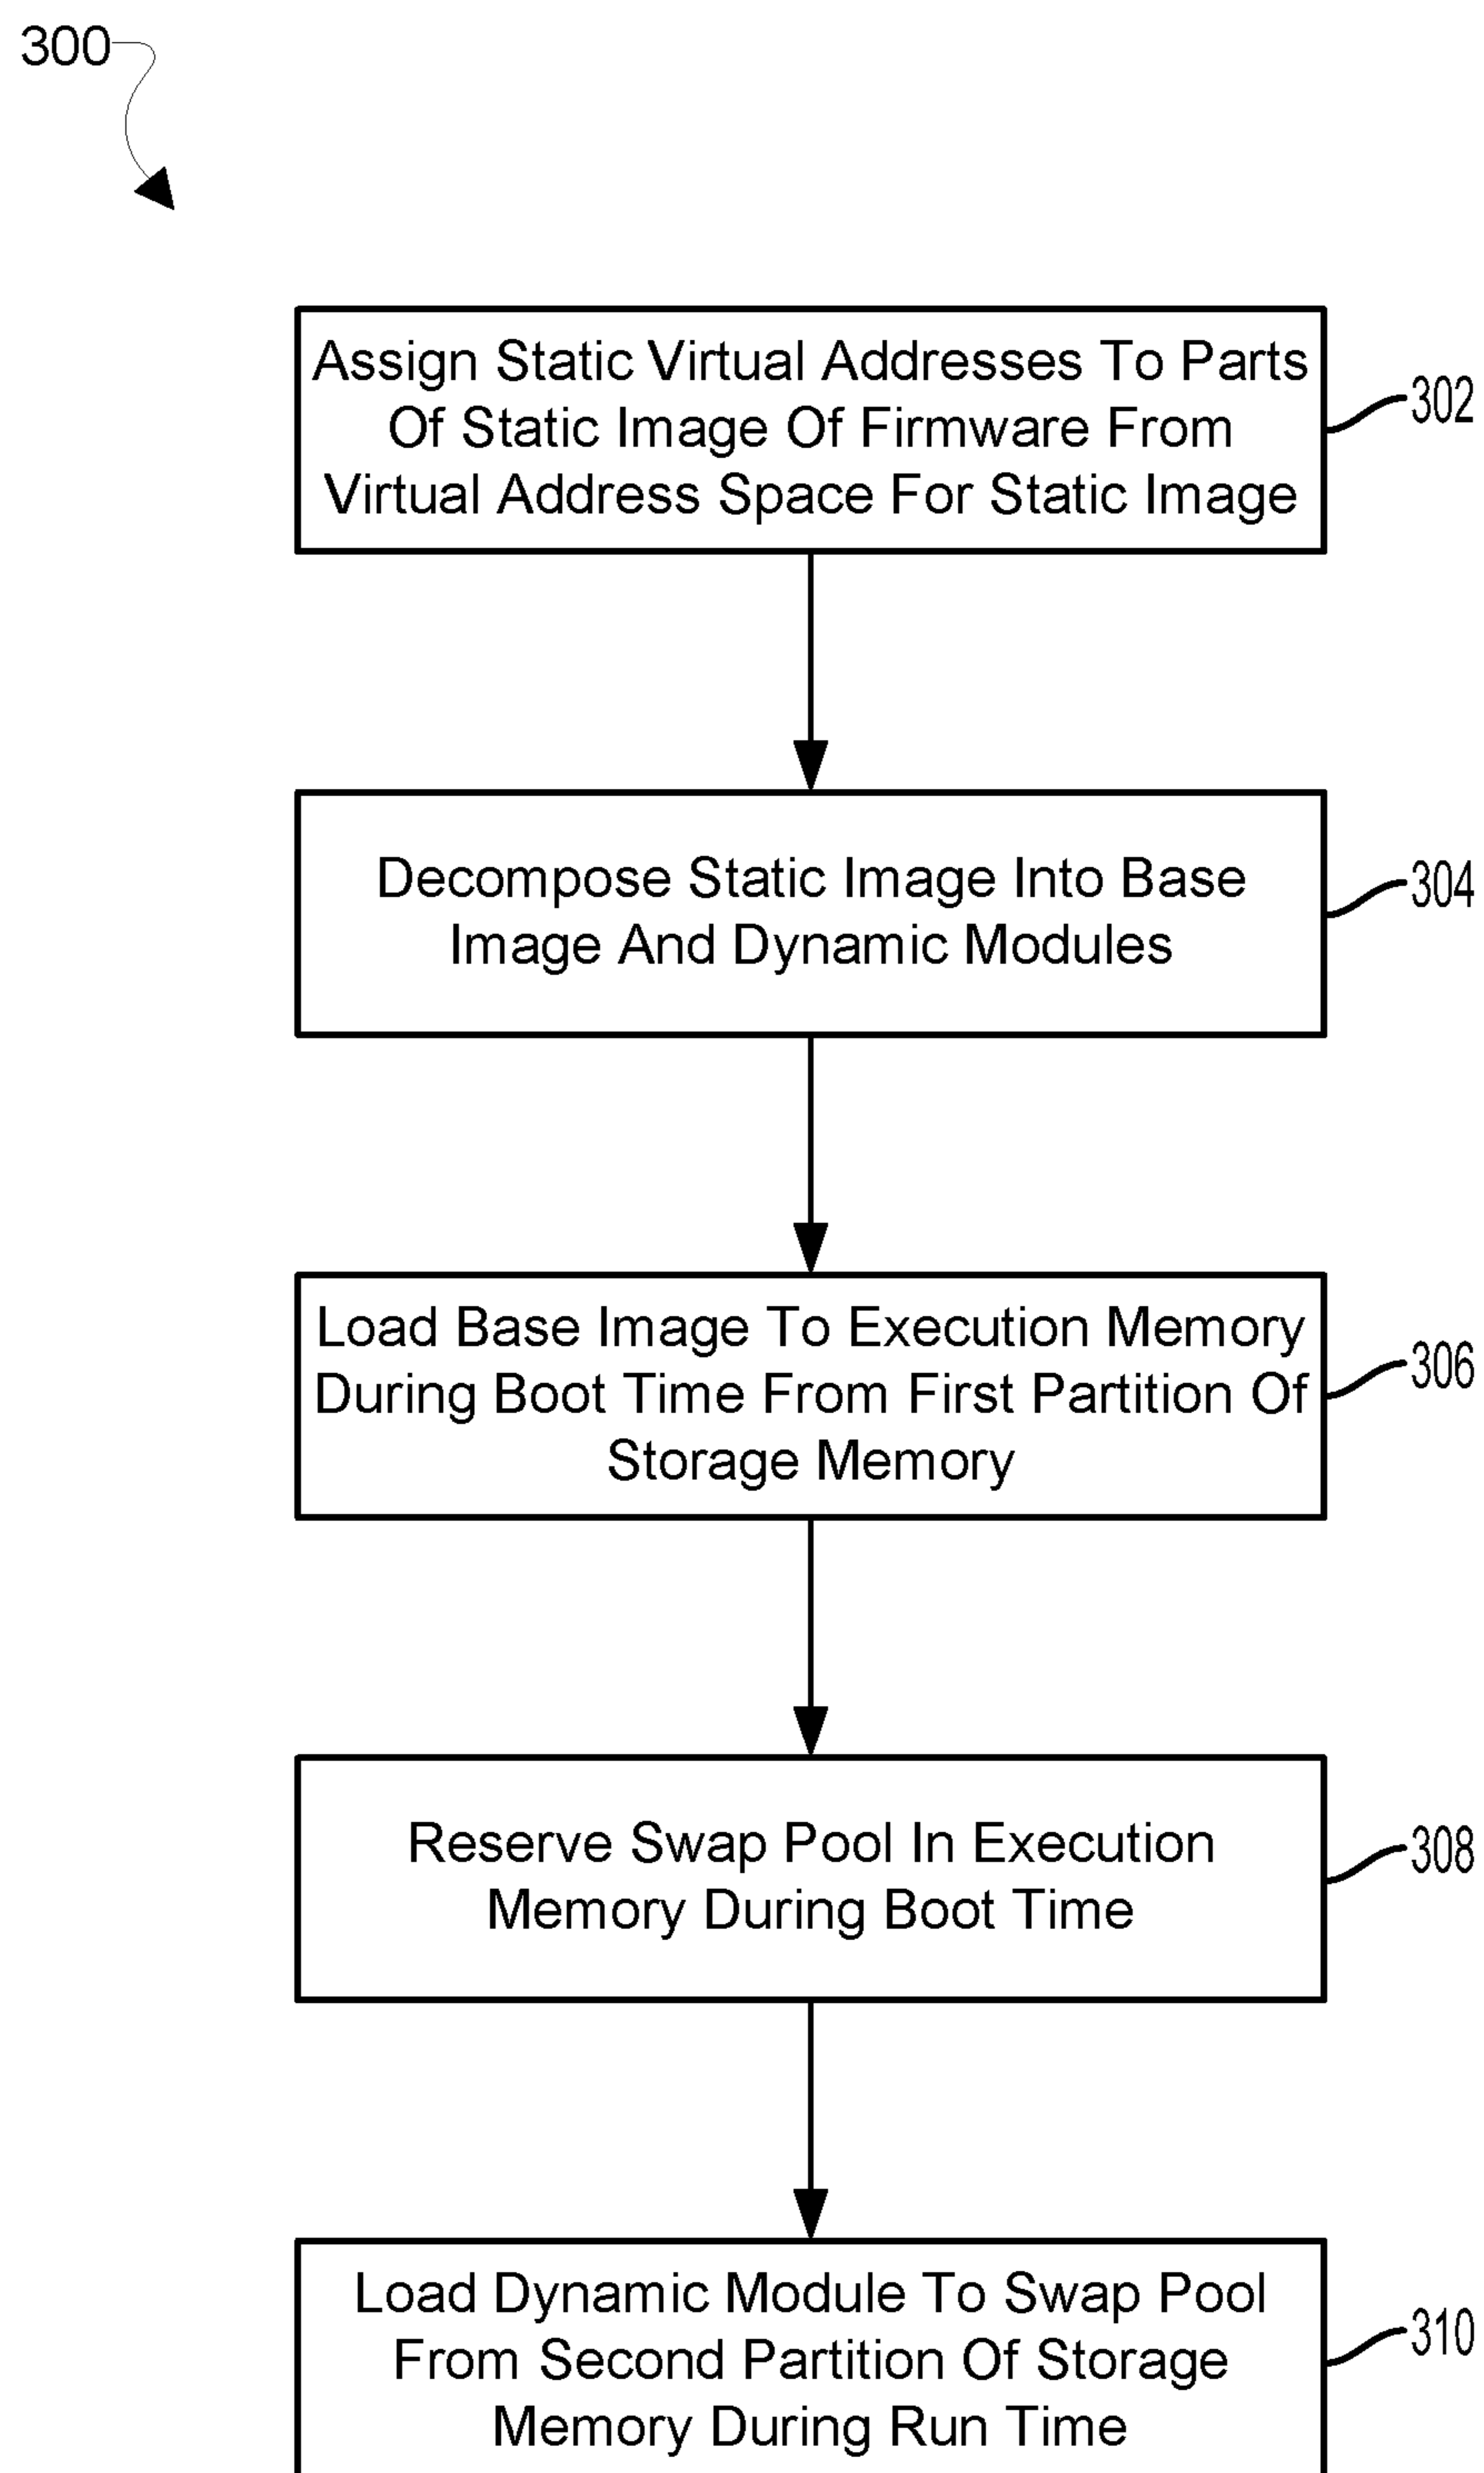 300
Assign Static Virtual Addresses To Parts
Of Static Image Of Firmware From
Virtual Address Space For Static Image
302
Decompose Static Image Into Base
Image And Dynamic Modules
304
Load Base Image To Execution Memory
During Boot Time From First Partition Of
Storage Memory
306
Reserve Swap Pool In Execution
Memory During Boot Time
308
Load Dynamic Module To Swap Pool
From Second Partition Of Storage
Memory During Run Time
310